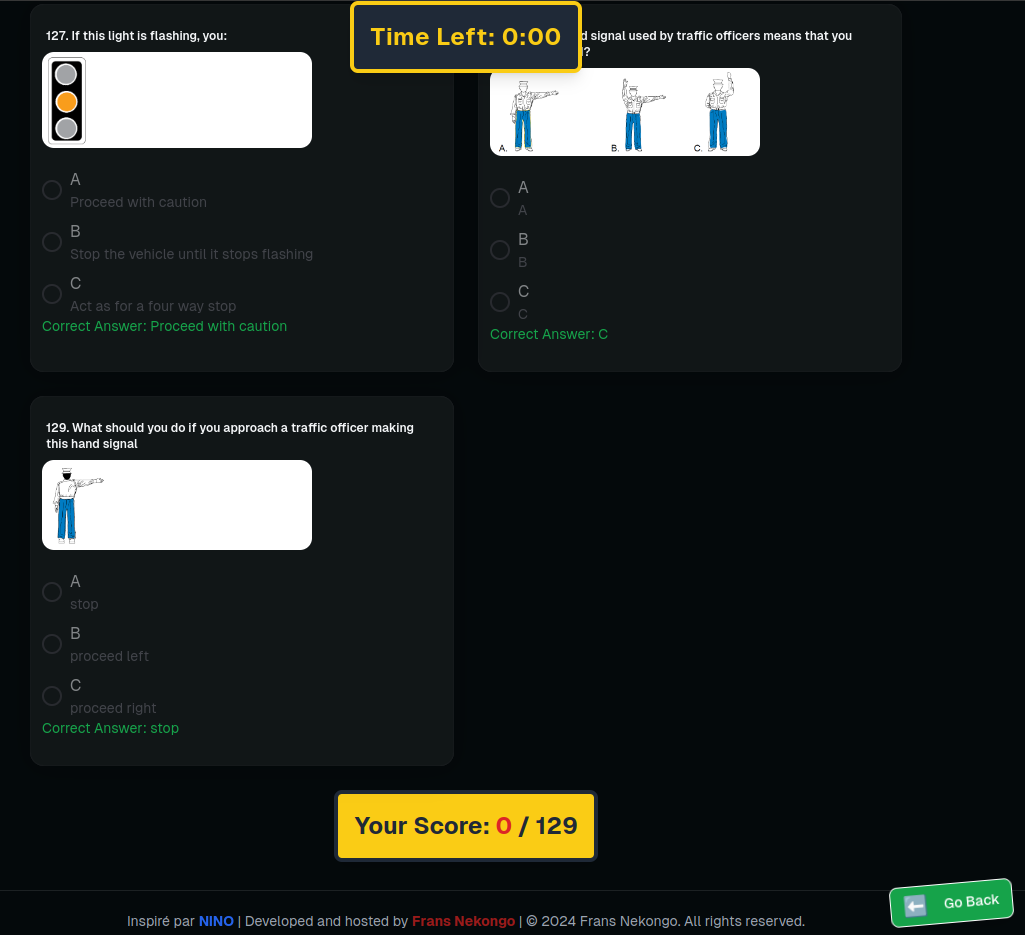 127. If this light is flashing, you:
A
Proceed with caution
B
Stop the vehicle until it stops flashing
C
Act as for a four way stop
Correct Answer: Proceed with caution
Time Left: 0:00
signal used by traffic officers means that you
?
A. B. C.
A
A
B
B
C
C
Correct Answer: C
129. What should you do if you approach a traffic officer making
this hand signal
A
stop
B
proceed left
C
proceed right
Correct Answer: stop
Your Score: 0 / 129
Go Back
Inspiré par NINO | Developed and hosted by Frans Nekongo | © 2024 Frans Nekongo. All rights reserved.